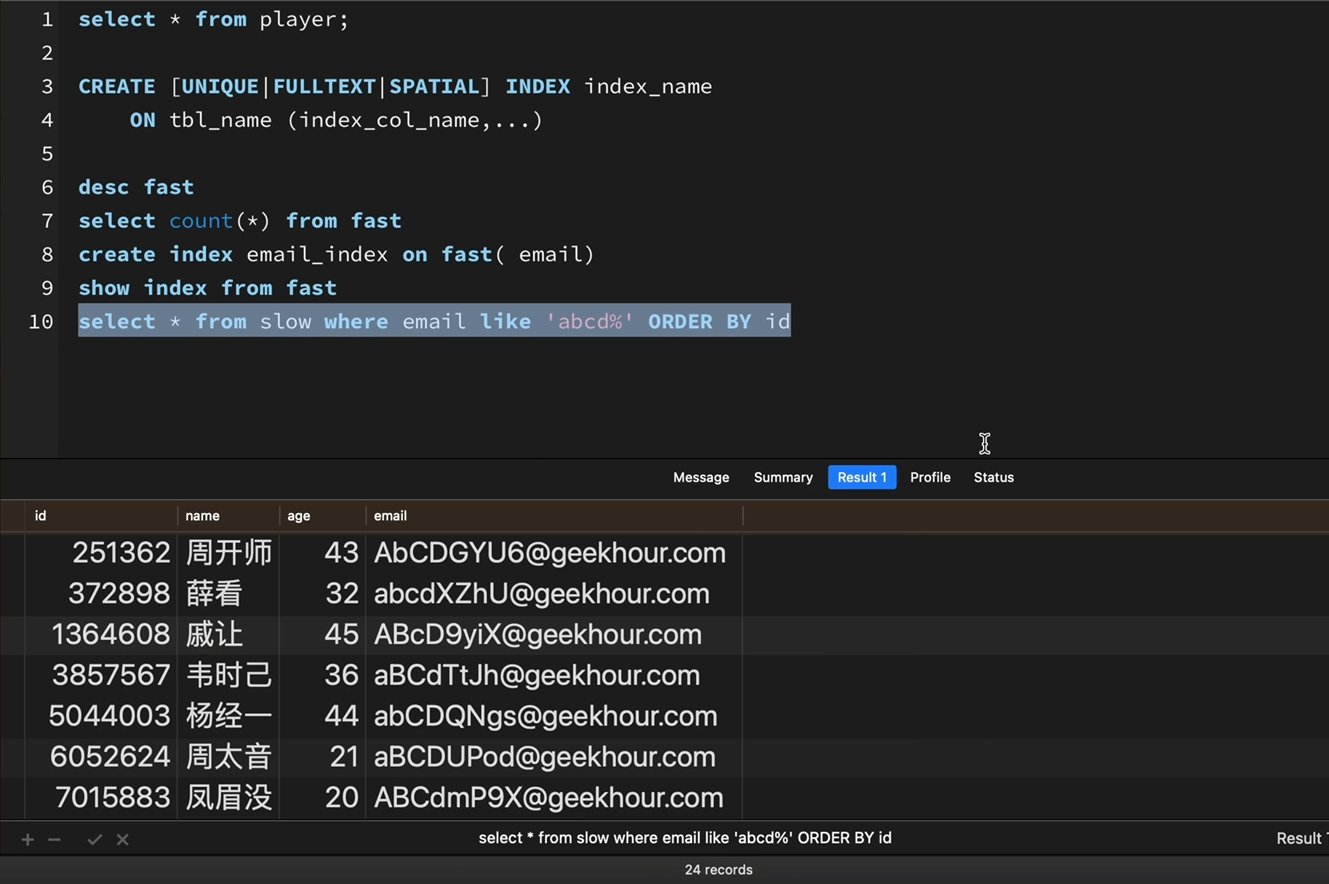 1 select * from player;
2
3 CREATE [UNIQUE|FULLTEXT|SPATIAL] INDEX index_name
4 ON tbl_name (index_col_name,...)
5
6 desc fast
7 select count(*) from fast
8 create index email_index on fast( email)
9 show index from fast
10 select * from slow where email like 'abcd%' ORDER BY id
Message Summary Result 1 Profile Status
id name age email
251362 周开师 43 AbCDGYU6@geekhour.com
372898 薛看 32 abcdXZhU@geekhour.com
1364608 戚让 45 ABcD9yiX@geekhour.com
3857567 韦时己 36 aBCdTtJh@geekhour.com
5044003 杨经一 44 abCDQNgs@geekhour.com
6052624 周太音 21 aBCDUPod@geekhour.com
7015883 凤眉没 20 ABCdmP9X@geekhour.com
select * from slow where email like 'abcd%' ORDER BY id Result
24 records